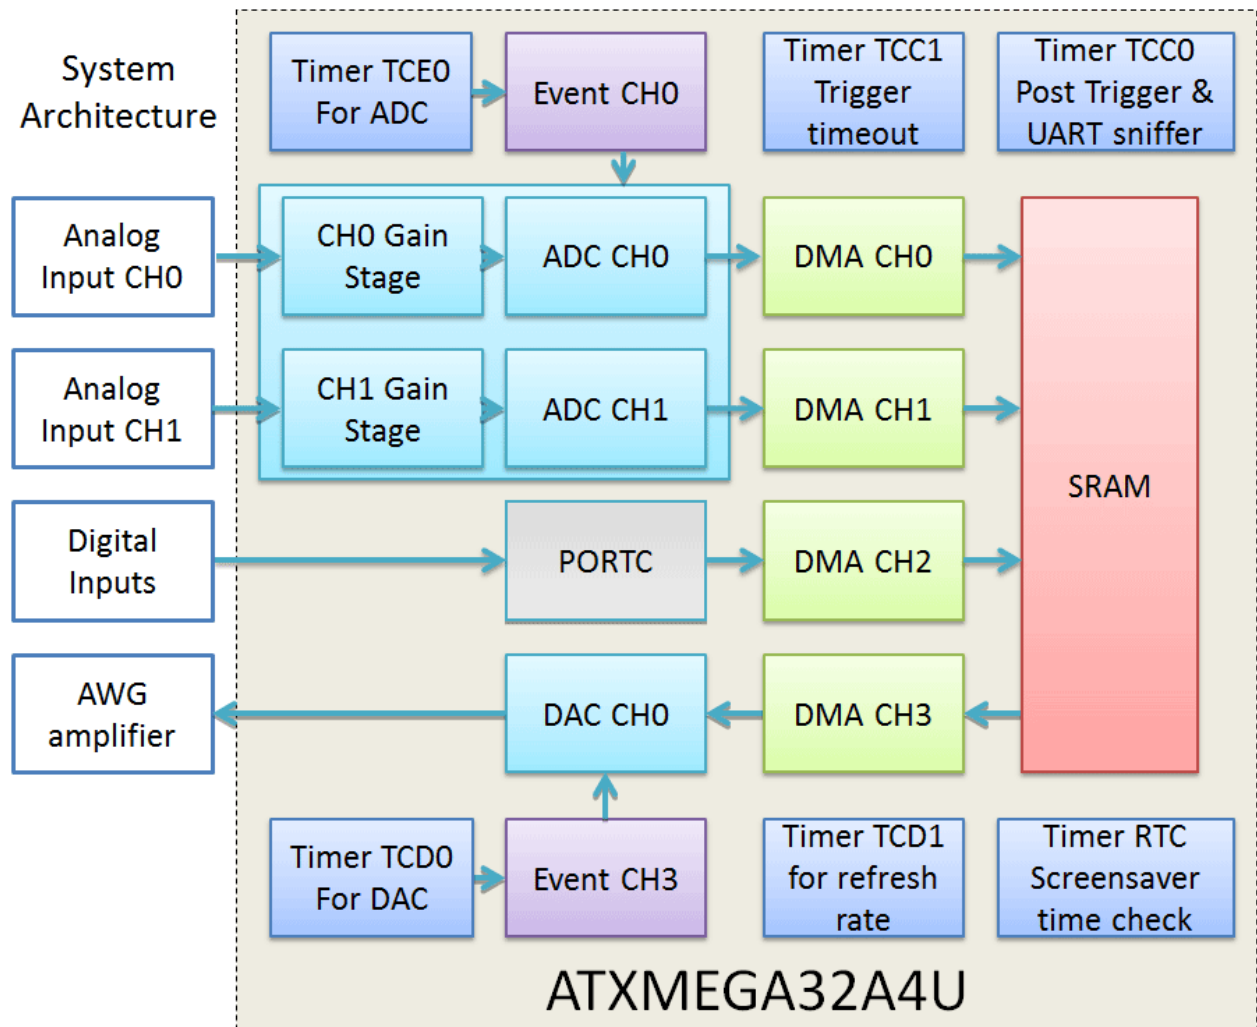 System
Architecture
Timer TCE0
For ADC
Event CH0
Timer TCC1
Trigger
timeout
Timer TCC0
Post Trigger &
UART sniffer
Analog
Input CH0
CH0 Gain
Stage
ADC CH0
DMA CH0
Analog
Input CH1
CH1 Gain
Stage
ADC CH1
DMA CH1
SRAM
Digital
Inputs
PORTC
DMA CH2
AWG
amplifier
DAC CH0
DMA CH3
Timer TCD0
For DAC
Event CH3
Timer TCD1
for refresh
rate
Timer RTC
Screensaver
time check
ATXMEGA32A4U